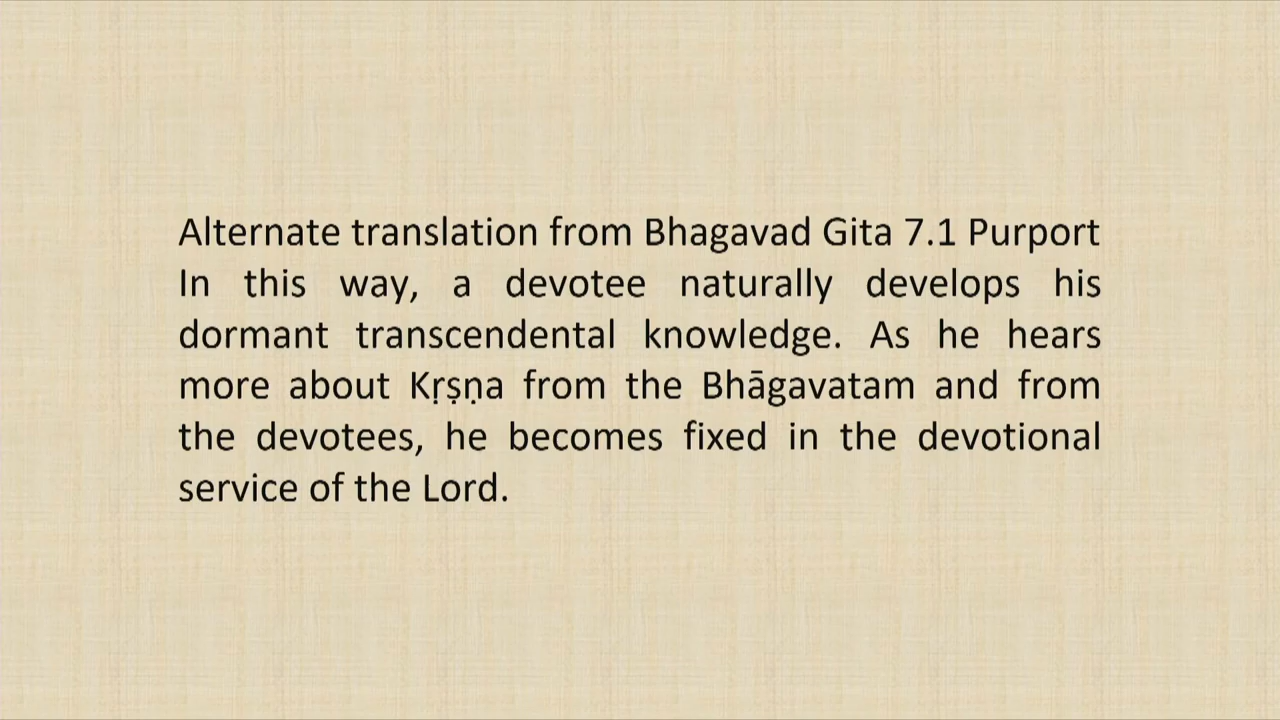 Alternate translation from Bhagavad Gita 7.1 Purport
In this way, a devotee naturally develops his
dormant transcendental knowledge. As he hears
more about Kṛṣṇa from the Bhāgavatam and from
the devotees, he becomes fixed in the devotional
service of the Lord.